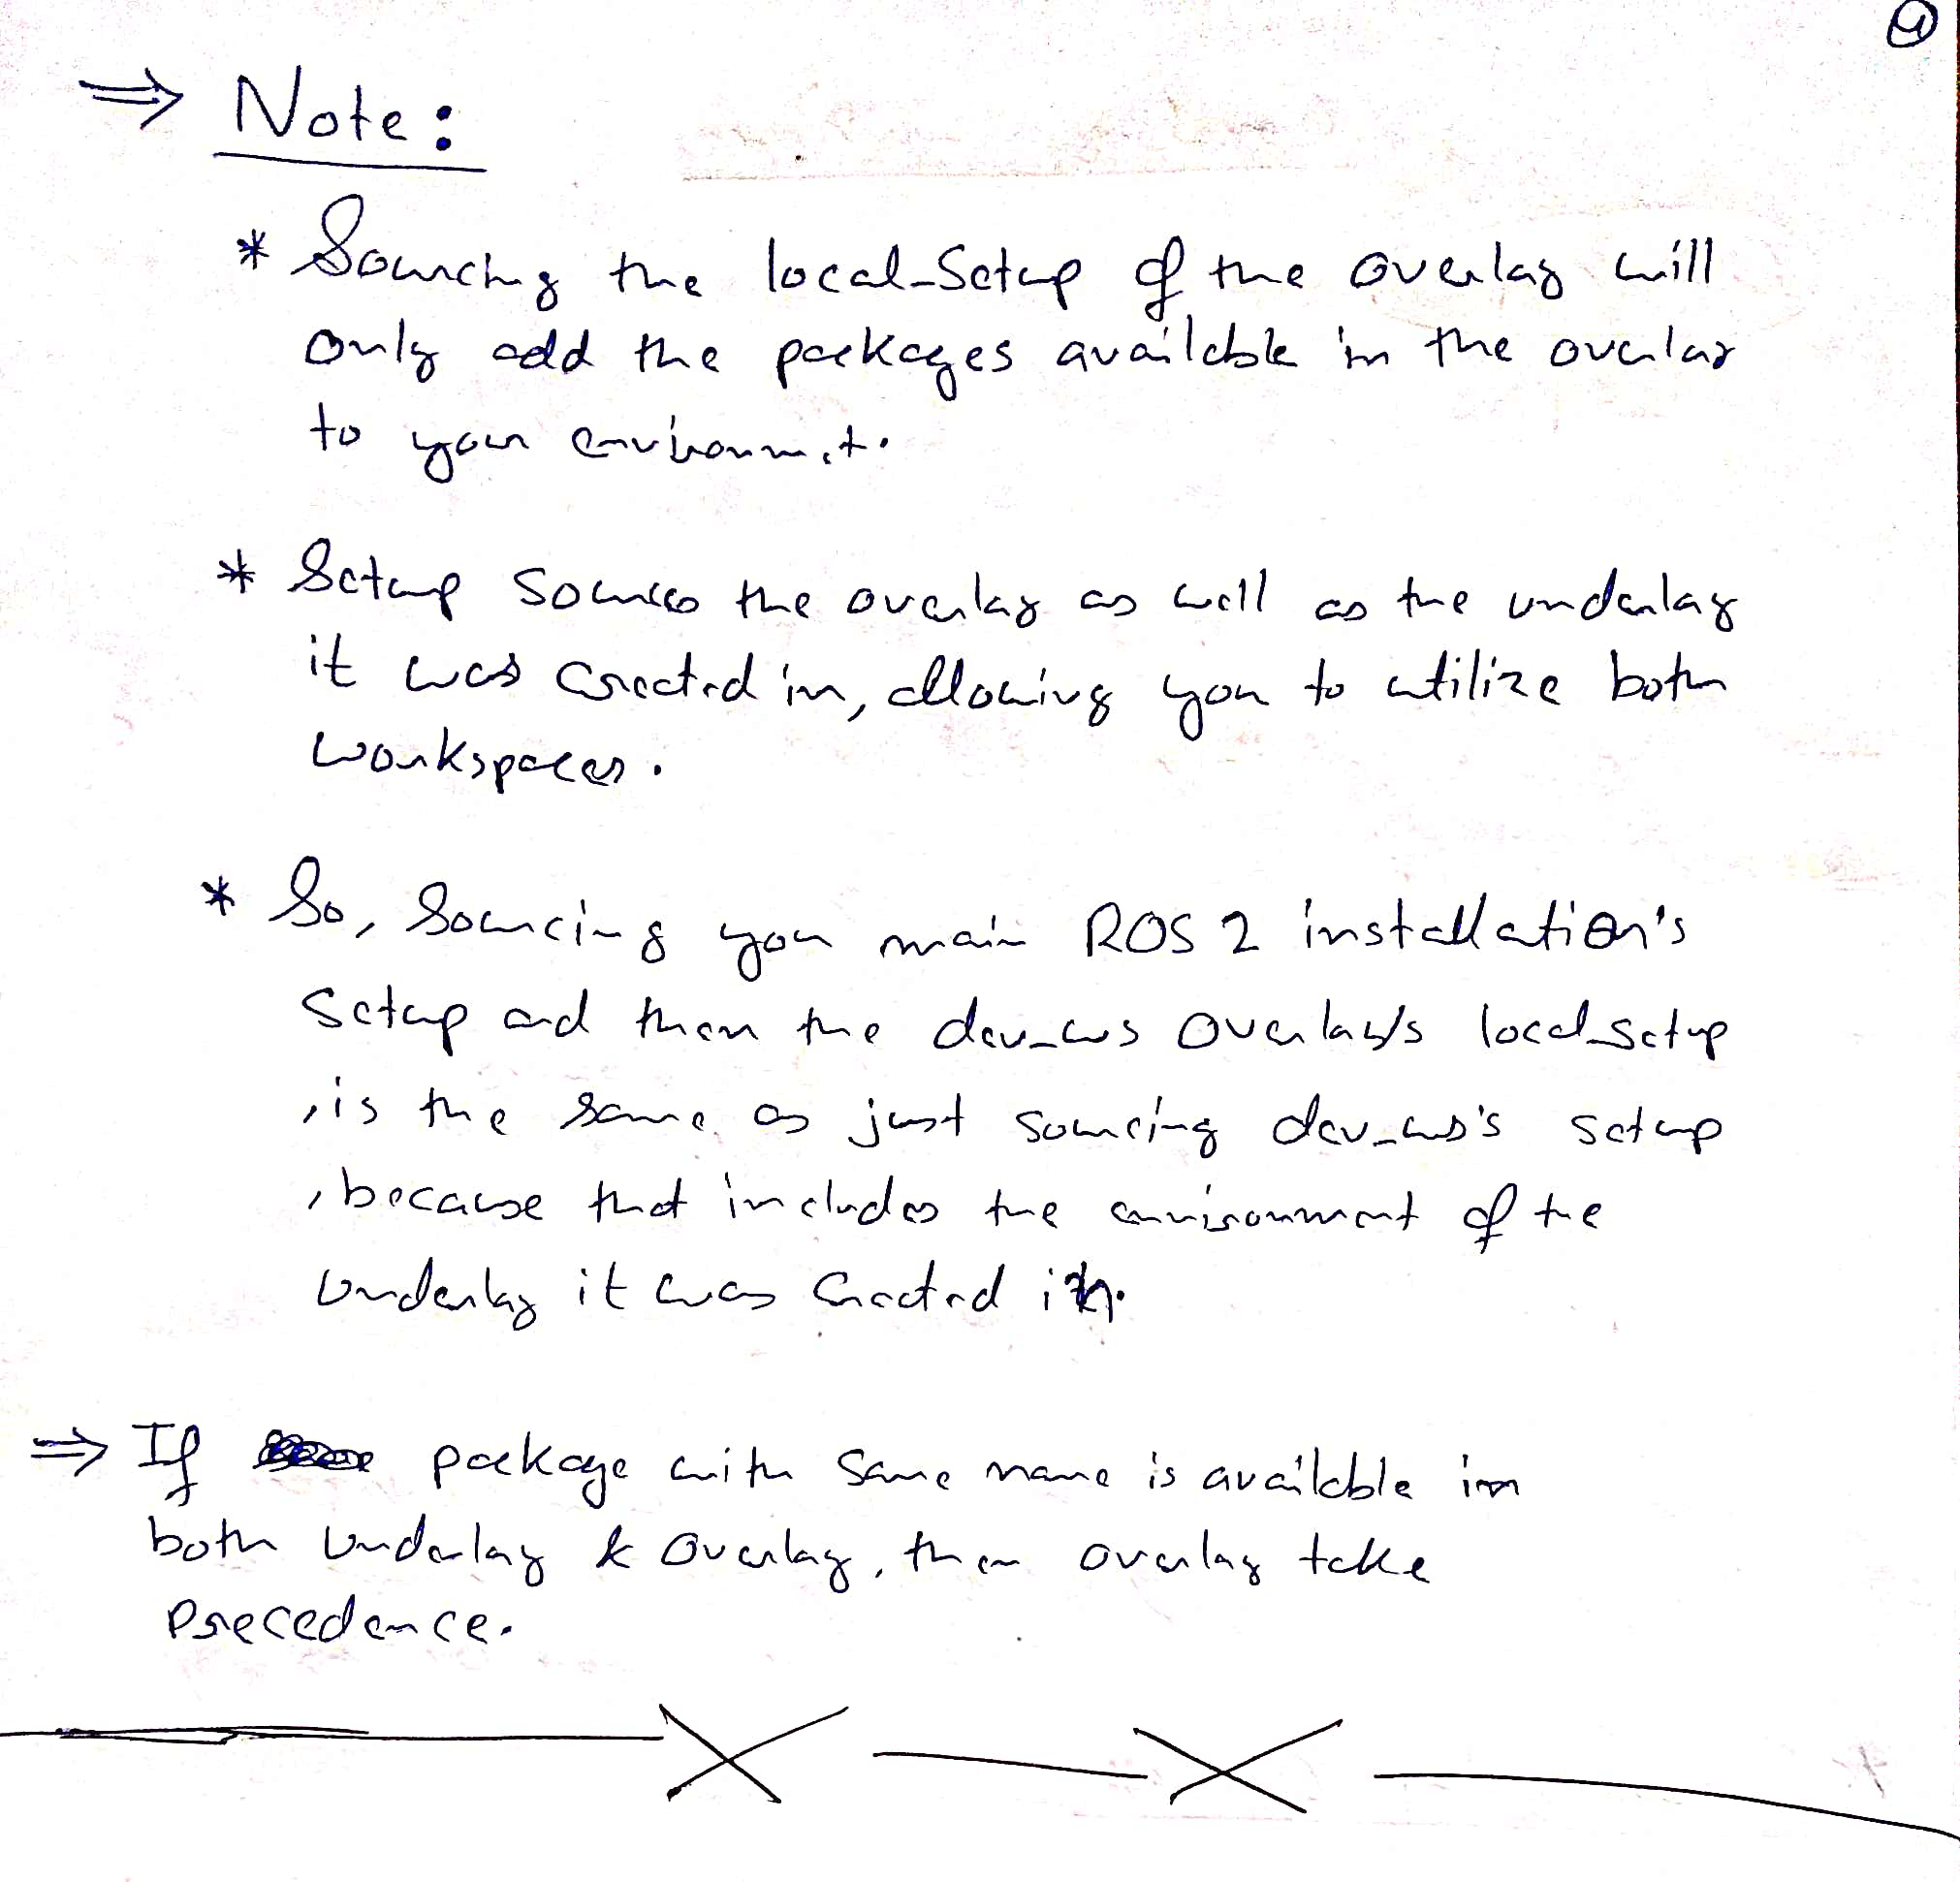 ⇒ Note:
* Sourcing the local_Setup of the overlay will
only add the packages available in the overlay
to your environment.
* Setup sources the overlay as well as the underlay
it was created in, allowing you to utilize both
workspaces.
* So, Sourcing you main ROS 2 installation's
Setup and then the dev_ws overlay's local_setup
,is the same as just sourcing dev_ws's setup
,because that includes the environment of the
underlay it was created in.
⇒ If package with same name is available in
both underlay & overlay, then overlay take
precedence.